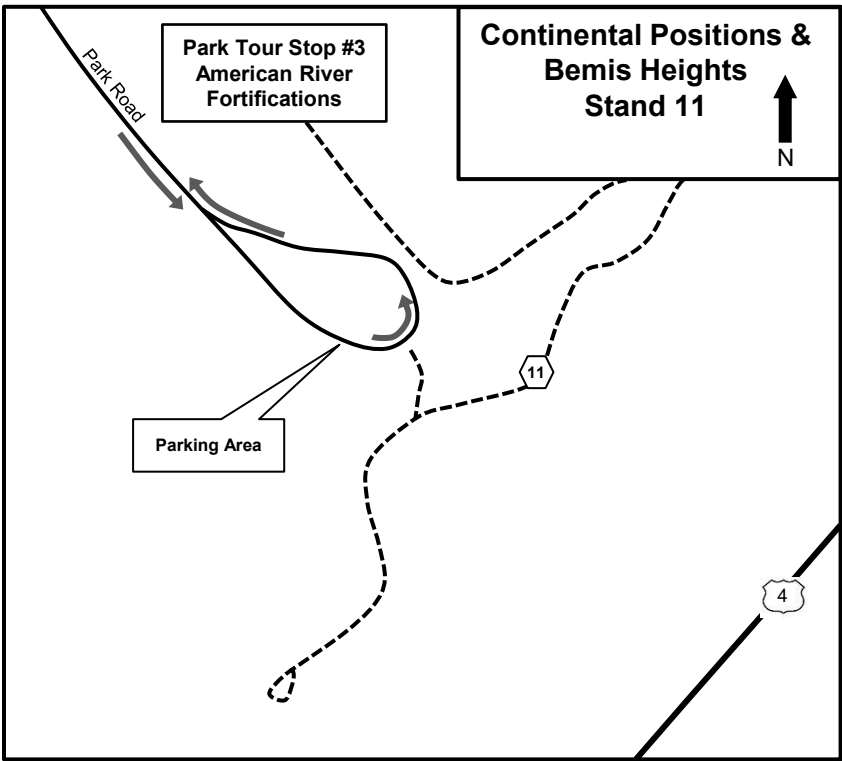 Continental Positions &
Bemis Heights
Stand 11
N
Park Tour Stop #3
American River
Fortifications
Park Road
11
Parking Area
4